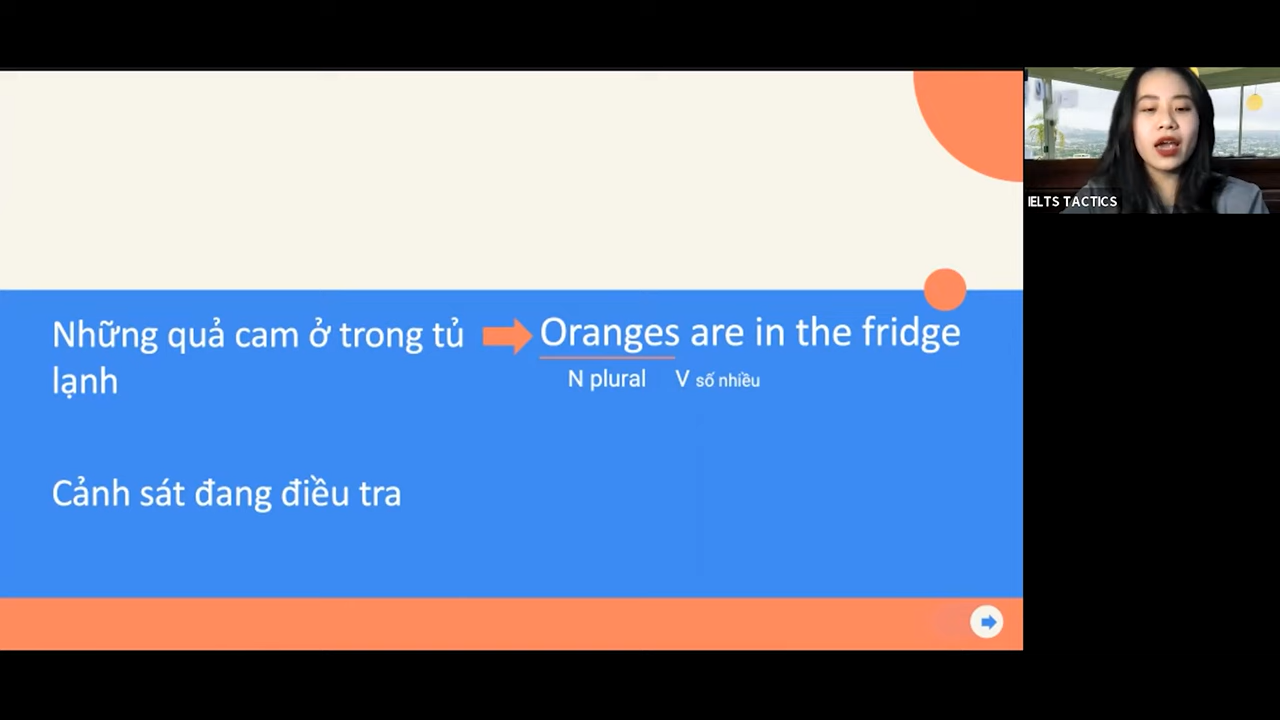 Những quả cam ở trong tủ
lạnh
Oranges are in the fridge
N plural V số nhiều
Cảnh sát đang điều tra
IELTS TACTICS